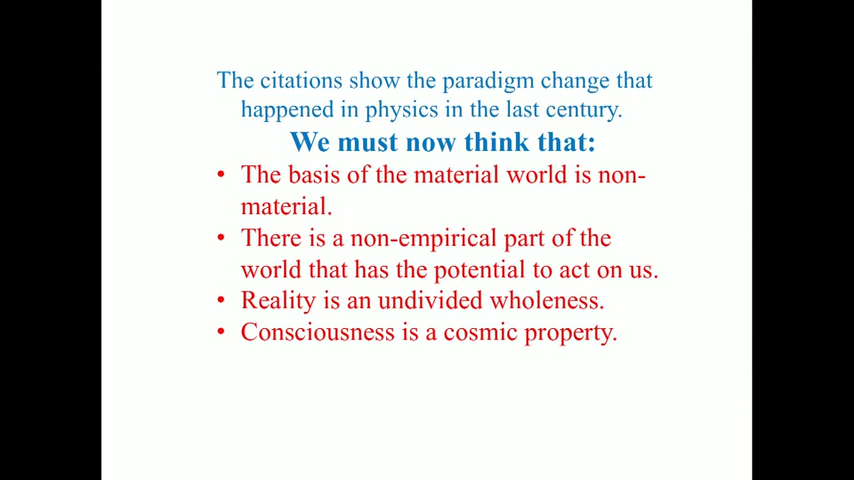 The citations show the paradigm change that
happened in physics in the last century.
We must now think that:
• The basis of the material world is non-
material.
• There is a non-empirical part of the
world that has the potential to act on us.
• Reality is an undivided wholeness.
• Consciousness is a cosmic property.